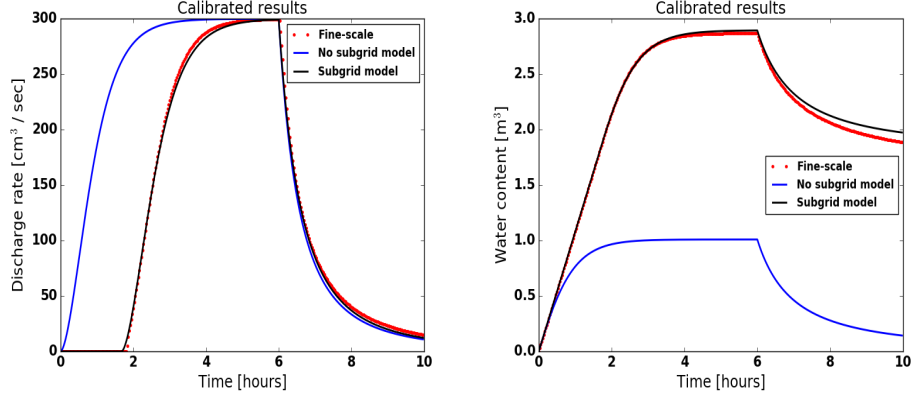 Calibrated results
Discharge rate [cm³ / sec]
300
250
200
150
100
50
0
Fine-scale
No subgrid model
Subgrid model
0 2 4 6 8 10
Time [hours]
Calibrated results
Water content [m³]
3.0
2.5
2.0
1.5
1.0
0.5
0.0
Fine-scale
No subgrid model
Subgrid model
0 2 4 6 8 10
Time [hours]